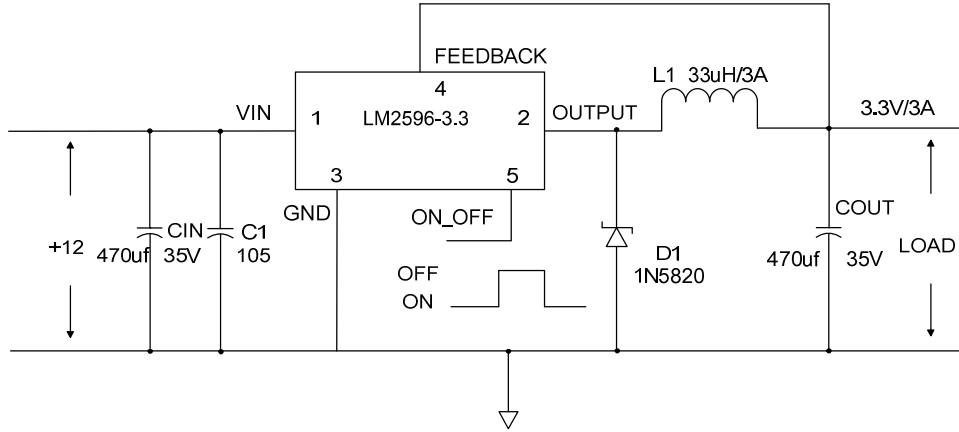 FEEDBACK
L1 33uH/3A
4
VIN
1
LM2596-3.3
2
OUTPUT
3.3V/3A
3
5
GND
ON_OFF
COUT
CIN
C1
+12
470uf
35V
105
D1
1N5820
470uf
35V
LOAD
OFF
ON